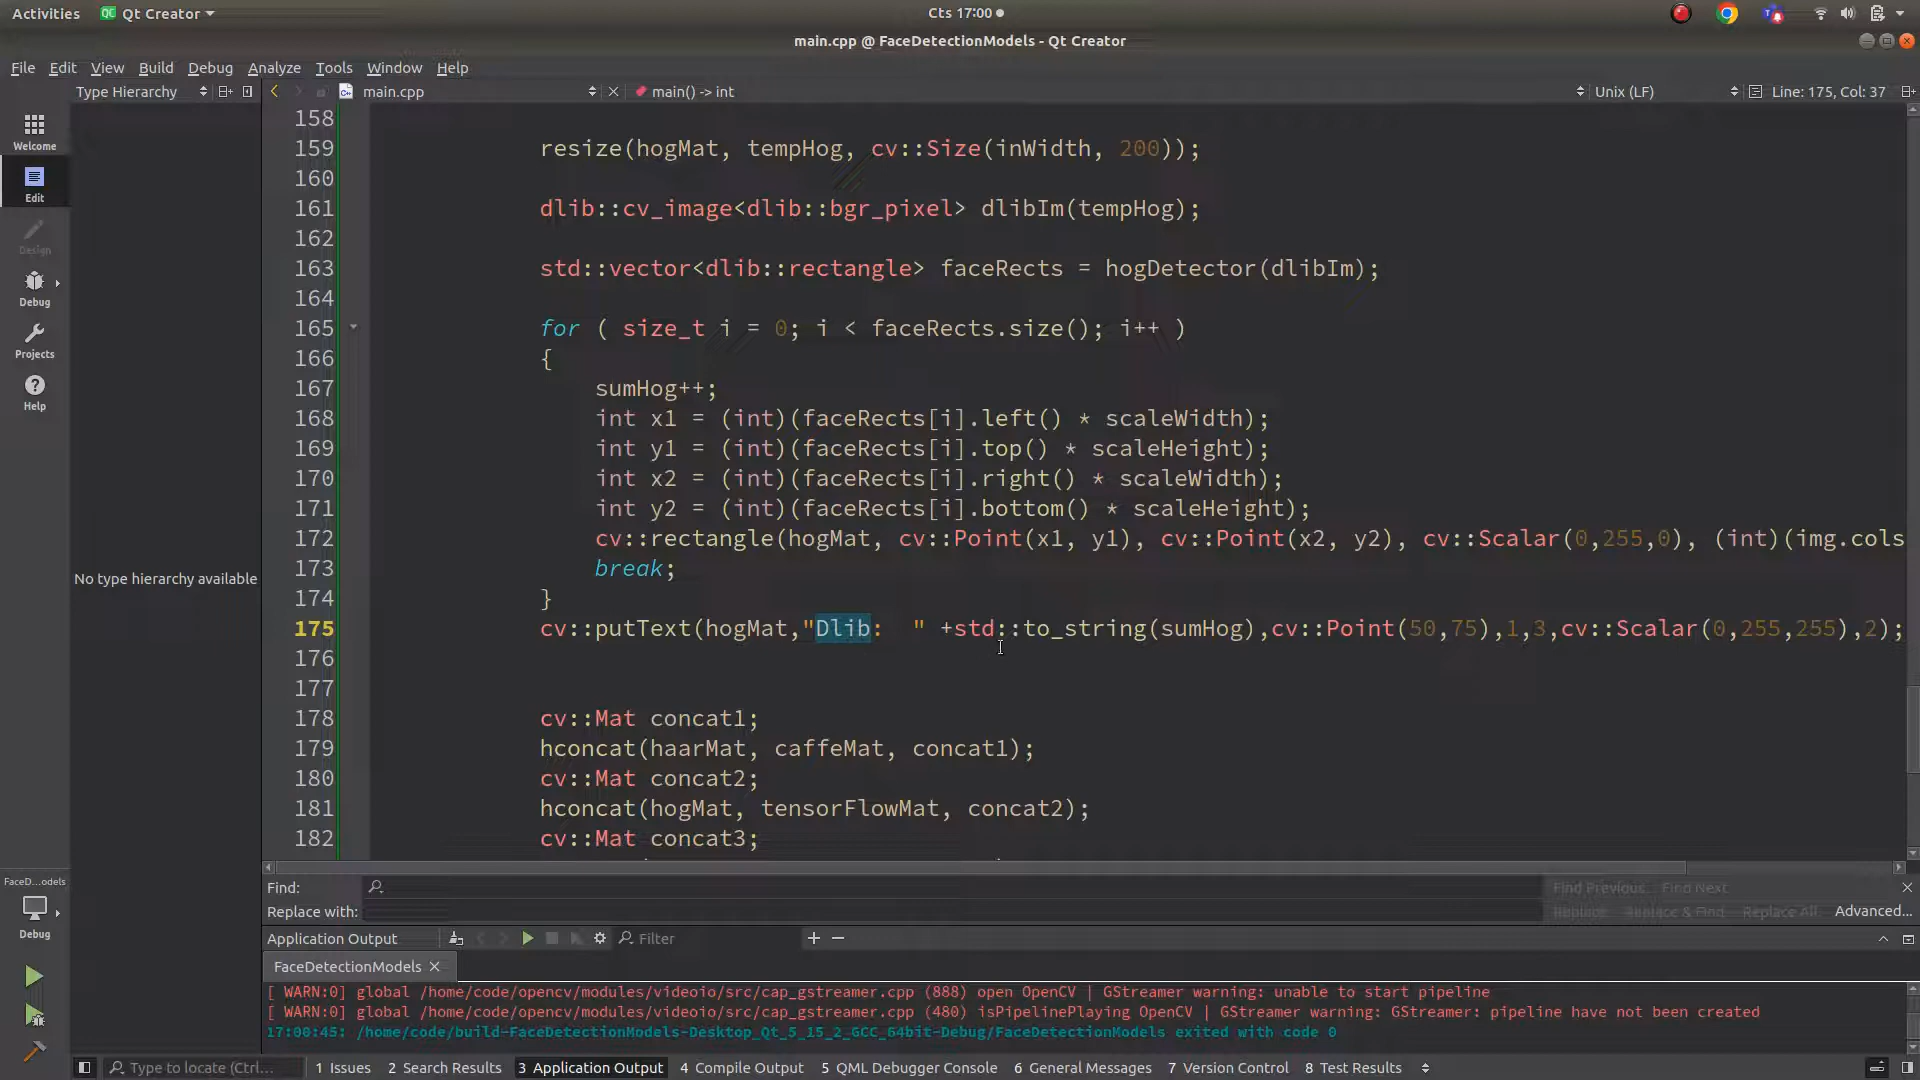 Activities Qt Creator Cts 17:00
main.cpp @ FaceDetectionModels - Qt Creator
File Edit View Build Debug Analyze Tools Window Help
Type Hierarchy main.cpp main() -> int Unix (LF) Line: 175, Col: 37
158
159 resize(hogMat, tempHog, cv::Size(inWidth, 200));
160
161 dlib::cv_image<dlib::bgr_pixel> dlibIm(tempHog);
162
163 std::vector<dlib::rectangle> faceRects = hogDetector(dlibIm);
164
165 for ( size_t i = 0; i < faceRects.size(); i++ )
166 {
167 sumHog++;
168 int x1 = (int)(faceRects[i].left() * scaleWidth);
169 int y1 = (int)(faceRects[i].top() * scaleHeight);
170 int x2 = (int)(faceRects[i].right() * scaleWidth);
171 int y2 = (int)(faceRects[i].bottom() * scaleHeight);
172 cv::rectangle(hogMat, cv::Point(x1, y1), cv::Point(x2, y2), cv::Scalar(0,255,0), (int)(img.cols
173 break;
174 }
175 cv::putText(hogMat,"Dlib:  " +std::to_string(sumHog),cv::Point(50,75),1,3,cv::Scalar(0,255,255),2);
176
177
178 cv::Mat concat1;
179 hconcat(haarMat, caffeMat, concat1);
180 cv::Mat concat2;
181 hconcat(hogMat, tensorFlowMat, concat2);
182 cv::Mat concat3;
Welcome
Edit
Design
Debug
Projects
Help
No type hierarchy available
FaceD...odels
Debug
Find: Find Previous Find Next
Replace with: Replace Replace & Find Replace All Advanced...
Application Output Filter
FaceDetectionModels
[ WARN:0] global /home/code/opencv/modules/videoio/src/cap_gstreamer.cpp (888) open OpenCV | GStreamer warning: unable to start pipeline
[ WARN:0] global /home/code/opencv/modules/videoio/src/cap_gstreamer.cpp (480) isPipelinePlaying OpenCV | GStreamer warning: GStreamer: pipeline have not been created
17:00:45: /home/code/build-FaceDetectionModels-Desktop_Qt_5_15_2_GCC_64bit-Debug/FaceDetectionModels exited with code 0
Type to locate (Ctrl... 1 Issues 2 Search Results 3 Application Output 4 Compile Output 5 QML Debugger Console 6 General Messages 7 Version Control 8 Test Results